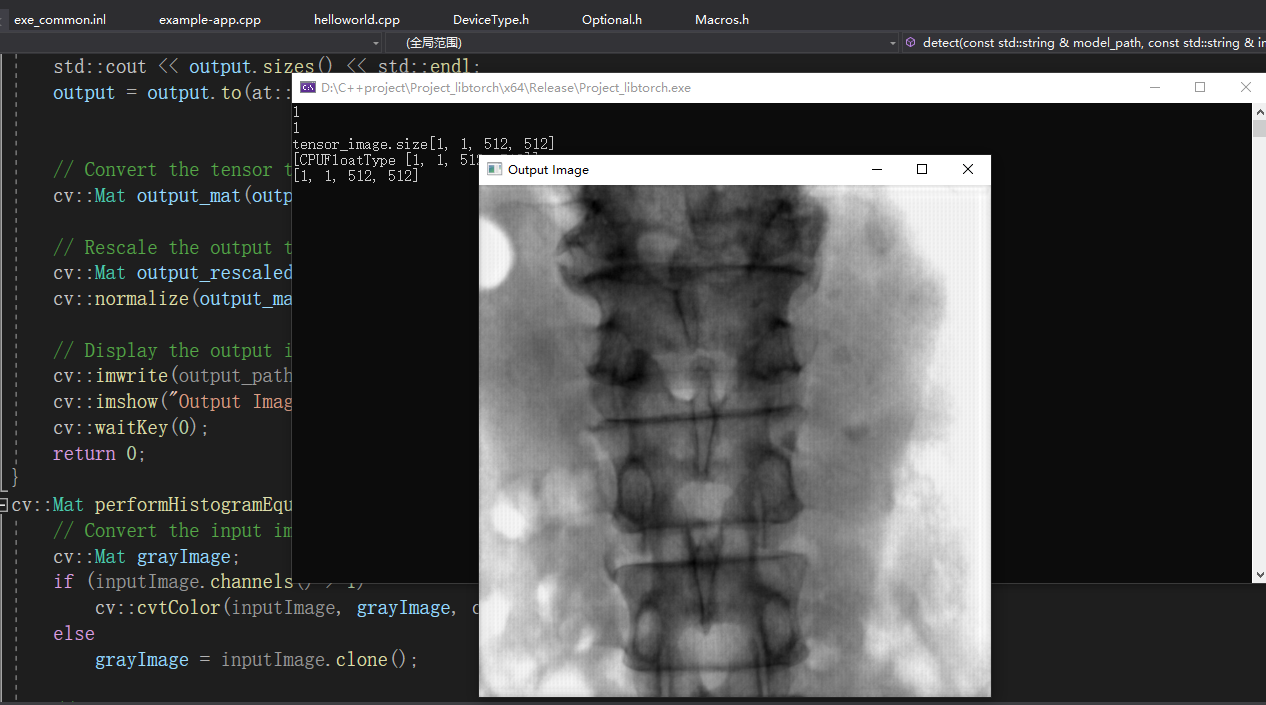 exe_common.inl example-app.cpp helloworld.cpp DeviceType.h Optional.h Macros.h
(全局范围) detect(const std::string & model_path, const std::string & in
std::cout << output.sizes() << std::endl;
output = output.to(at::
D:\C++project\Project_libtorch\x64\Release\Project_libtorch.exe
1
1
tensor_image.size[1, 1, 512, 512]
[CPUFloatType [1, 1, 512
[1, 1, 512, 512]
Output Image
// Convert the tensor t
cv::Mat output_mat(outp
// Rescale the output t
cv::Mat output_rescaled
cv::normalize(output_ma
// Display the output i
cv::imwrite(output_path
cv::imshow("Output Imag
cv::waitKey(0);
return 0;
}
cv::Mat performHistogramEqu
// Convert the input im
cv::Mat grayImage;
if (inputImage.channels() > 1)
cv::cvtColor(inputImage, grayImage, c
else
grayImage = inputImage.clone();